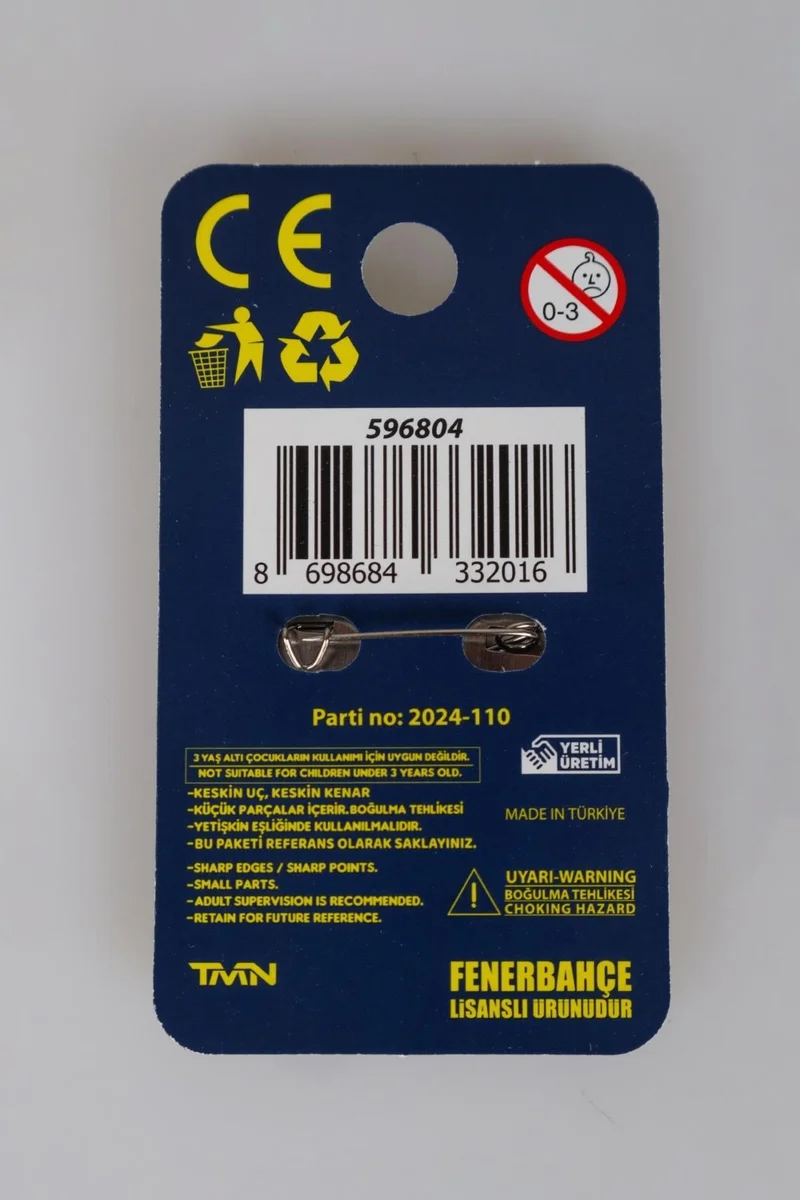 CE
0-3
596804
8 698684 332016
Parti no: 2024-110
3 YAŞ ALTI ÇOCUKLARIN KULLANIMI İÇİN UYGUN DEĞİLDİR.
NOT SUITABLE FOR CHILDREN UNDER 3 YEARS OLD.
-KESKİN UÇ, KESKİN KENAR
-KÜÇÜK PARÇALAR İÇERİR.BOĞULMA TEHLİKESİ
-YETİŞKİN EŞLİĞİNDE KULLANILMALIDIR.
-BU PAKETİ REFERANS OLARAK SAKLAYINIZ.
-SHARP EDGES / SHARP POINTS.
-SMALL PARTS.
-ADULT SUPERVISION IS RECOMMENDED.
-RETAIN FOR FUTURE REFERENCE.
YERLİ
ÜRETİM
MADE IN TÜRKİYE
UYARI-WARNING
BOĞULMA TEHLİKESİ
CHOKING HAZARD
TMN
FENERBAHÇE
LİSANSLI ÜRÜNÜDÜR